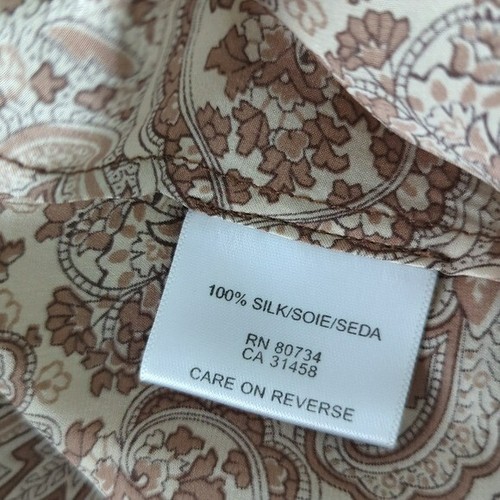 100% SILK/SOIE/SEDA
RN 80734
CA 31458
CARE ON REVERSE